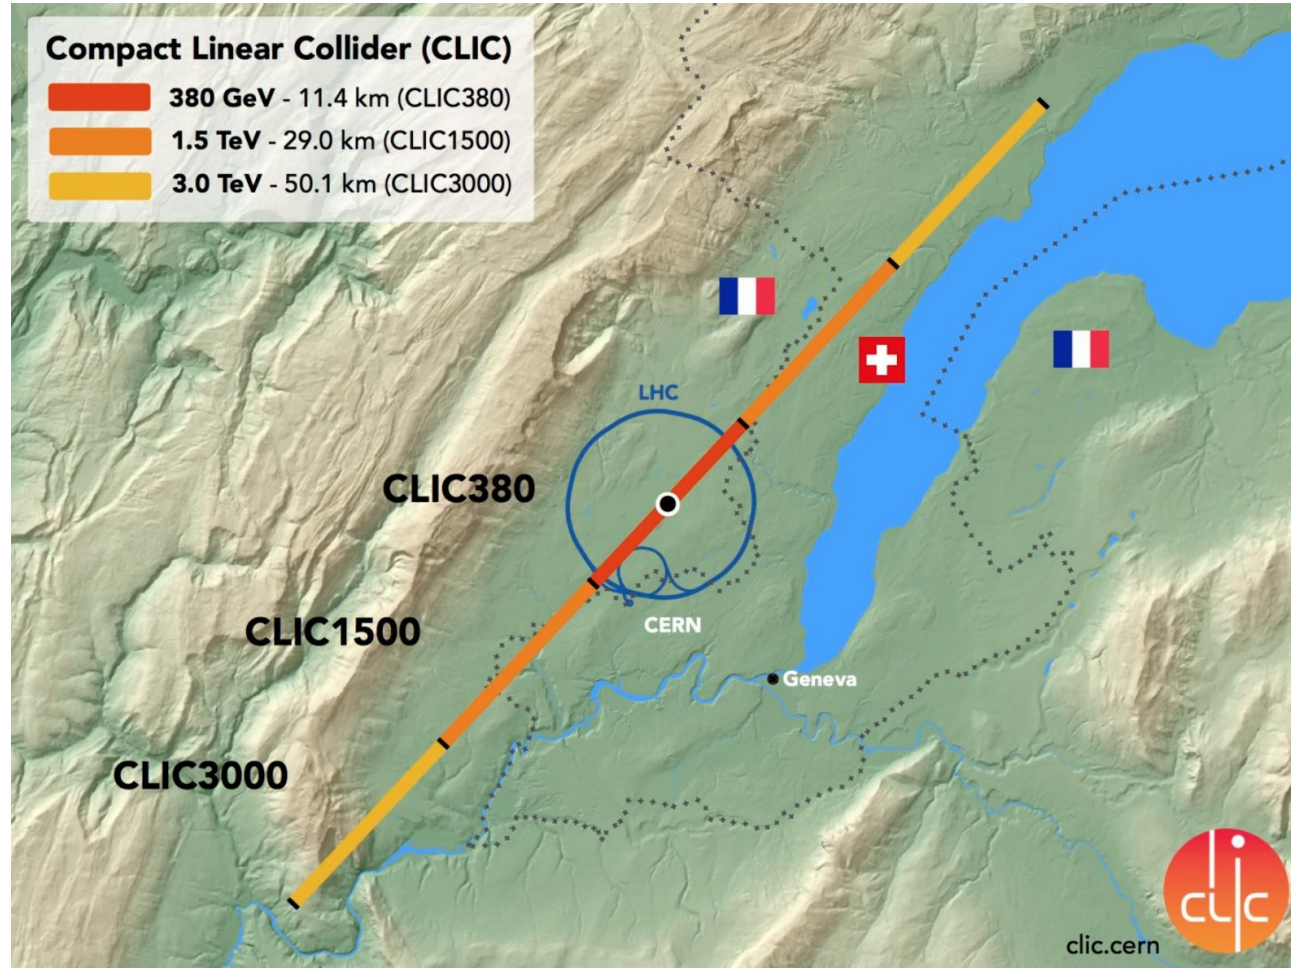 Compact Linear Collider (CLIC)
380 GeV - 11.4 km (CLIC380)
1.5 TeV - 29.0 km (CLIC1500)
3.0 TeV - 50.1 km (CLIC3000)
LHC
CLIC380
CERN
CLIC1500
Geneva
CLIC3000
clic
clic.cern